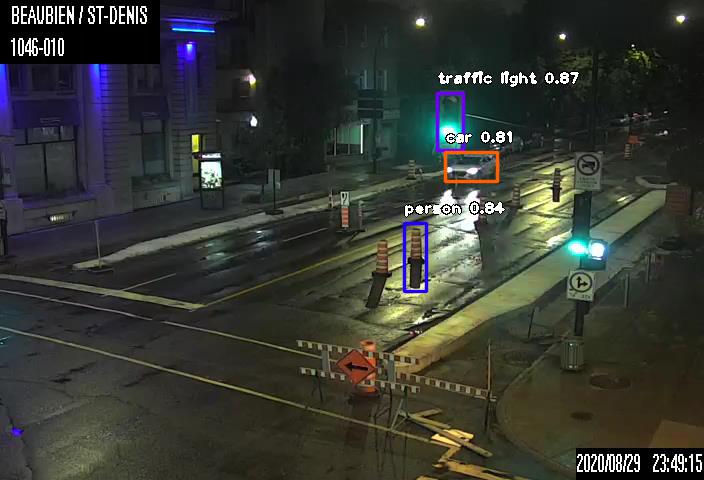 BEAUBIEN / ST-DENIS
1046-010
traffic light 0.87
car 0.81
person 0.84
2020/08/29 23:49:15